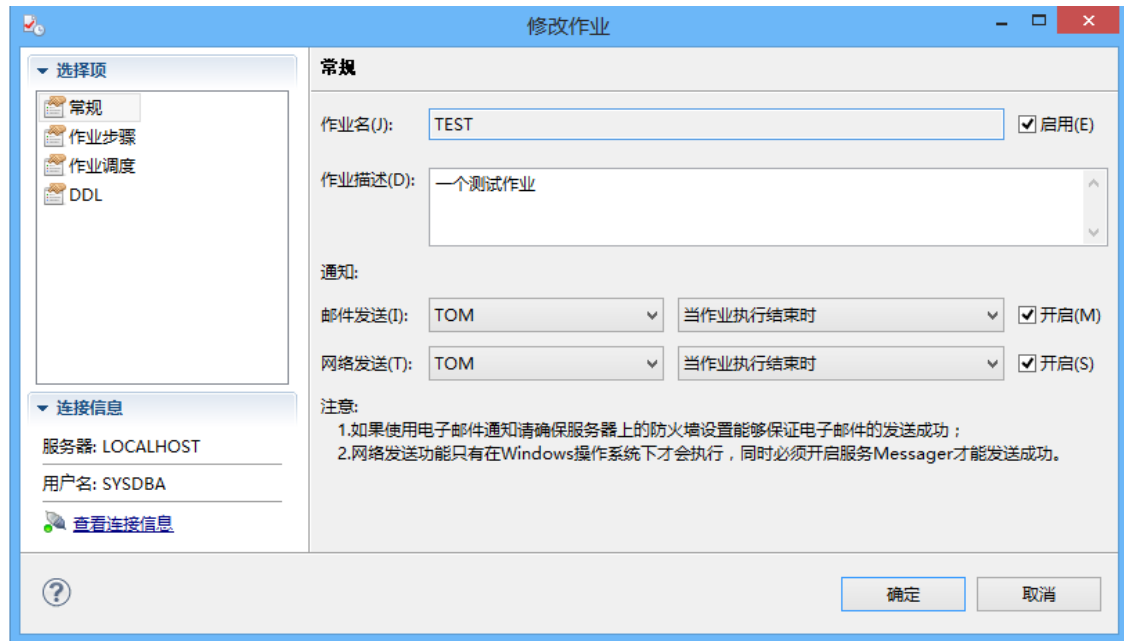 修改作业
选择项
常规
作业步骤
作业调度
DDL
连接信息
服务器: LOCALHOST
用户名: SYSDBA
查看连接信息
常规
作业名(J): TEST 启用(E)
作业描述(D): 一个测试作业
通知:
邮件发送(I): TOM 当作业执行结束时 开启(M)
网络发送(T): TOM 当作业执行结束时 开启(S)
注意:
1.如果使用电子邮件通知请确保服务器上的防火墙设置能够保证电子邮件的发送成功；
2.网络发送功能只有在Windows操作系统下才会执行，同时必须开启服务Messager才能发送成功。
确定 取消